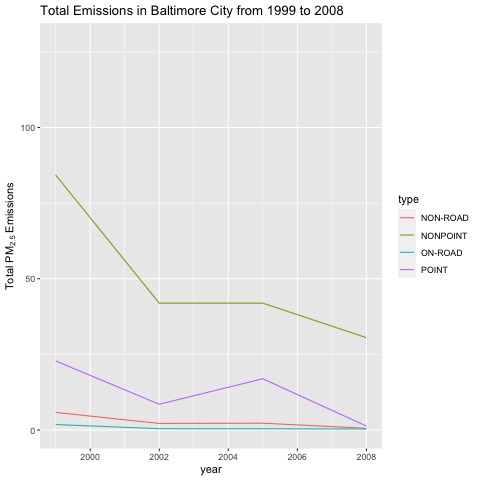 Total Emissions in Baltimore City from 1999 to 2008
Total PM2.5 Emissions
100
50
0
2000 2002 2004 2006 2008
year
type
NON-ROAD
NONPOINT
ON-ROAD
POINT